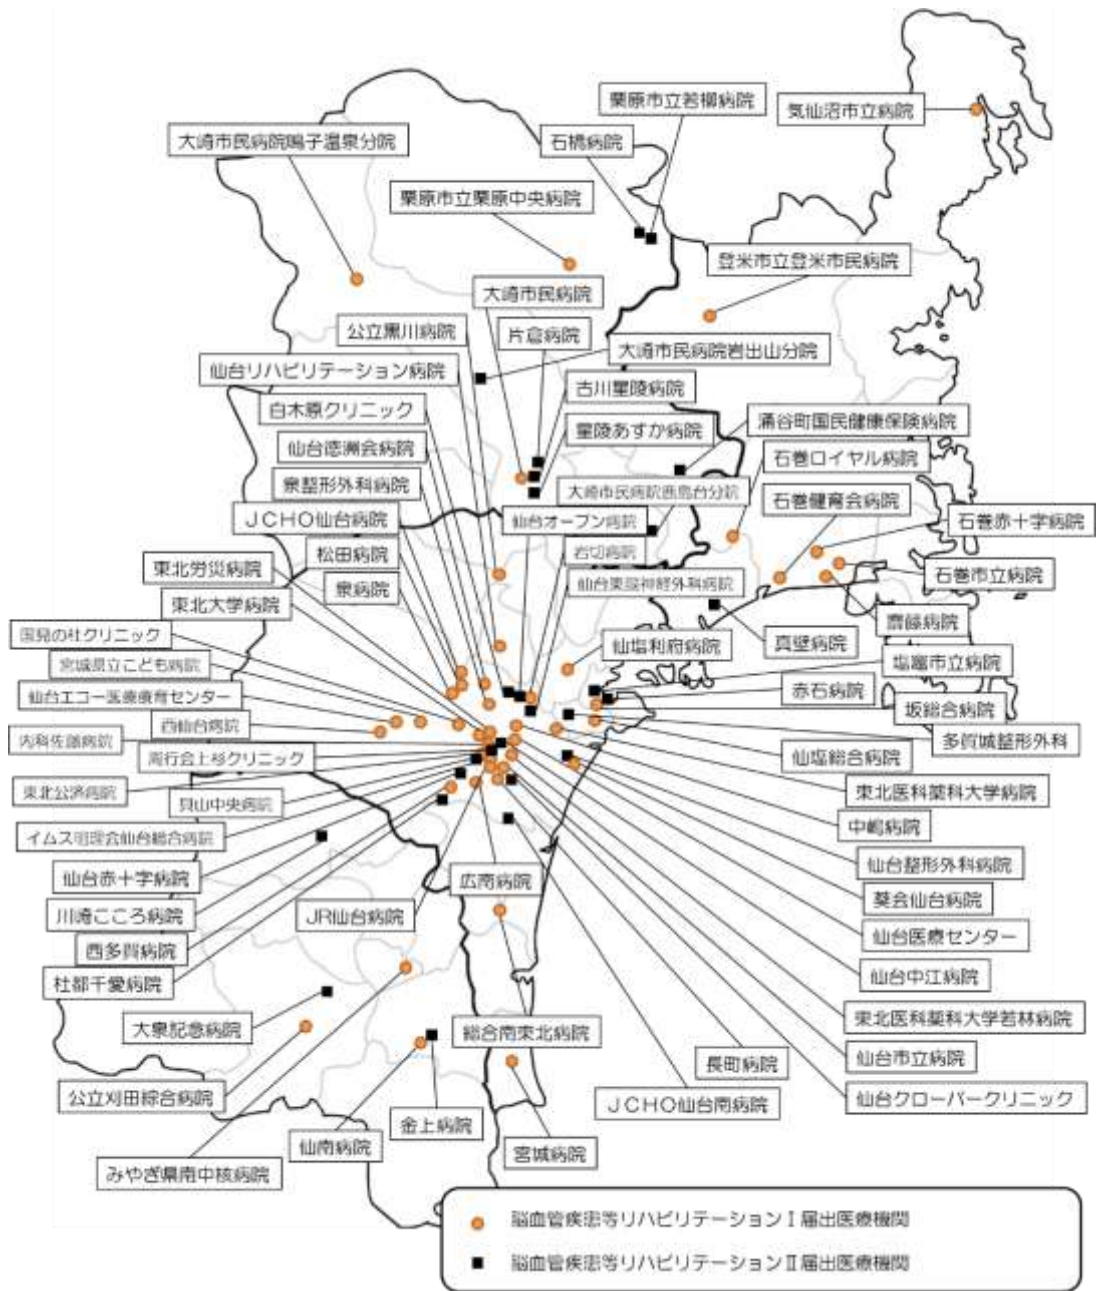 栗原市立若柳病院
気仙沼市立病院
大崎市民病院鳴子温泉分院
石橋病院
栗原市立栗原中央病院
登米市立登米市民病院
大崎市民病院
公立黒川病院
片倉病院
大崎市民病院岩出山分院
仙台リハビリテーション病院
古川星陵病院
白木原クリニック
涌谷町国民健康保険病院
星陵あすか病院
仙台徳洲会病院
石巻ロイヤル病院
泉整形外科病院
大崎市民病院鹿島台分院
石巻健育会病院
JCHO仙台病院
仙台オープン病院
石巻赤十字病院
松田病院
岩切病院
東北労災病院
泉病院
仙台東脳神経外科病院
石巻市立病院
東北大学病院
齋藤病院
国見の杜クリニック
仙塩利府病院
真壁病院
宮城県立こども病院
塩竈市立病院
仙台エコー医療療育センター
赤石病院
西仙台病院
坂総合病院
内科佐藤病院
多賀城整形外科
周行会上杉クリニック
仙塩総合病院
東北公済病院
東北医科薬科大学病院
貝山中央病院
中嶋病院
イムス明理会仙台総合病院
仙台整形外科病院
仙台赤十字病院
広南病院
葵会仙台病院
川崎こころ病院
JR仙台病院
仙台医療センター
西多賀病院
仙台中江病院
杜都千愛病院
東北医科薬科大学若林病院
大泉記念病院
総合南東北病院
仙台市立病院
長町病院
公立刈田綜合病院
JCHO仙台南病院
仙台クローバークリニック
金上病院
仙南病院
宮城病院
みやぎ県南中核病院
脳血管疾患等リハビリテーションⅠ届出医療機関
脳血管疾患等リハビリテーションⅡ届出医療機関